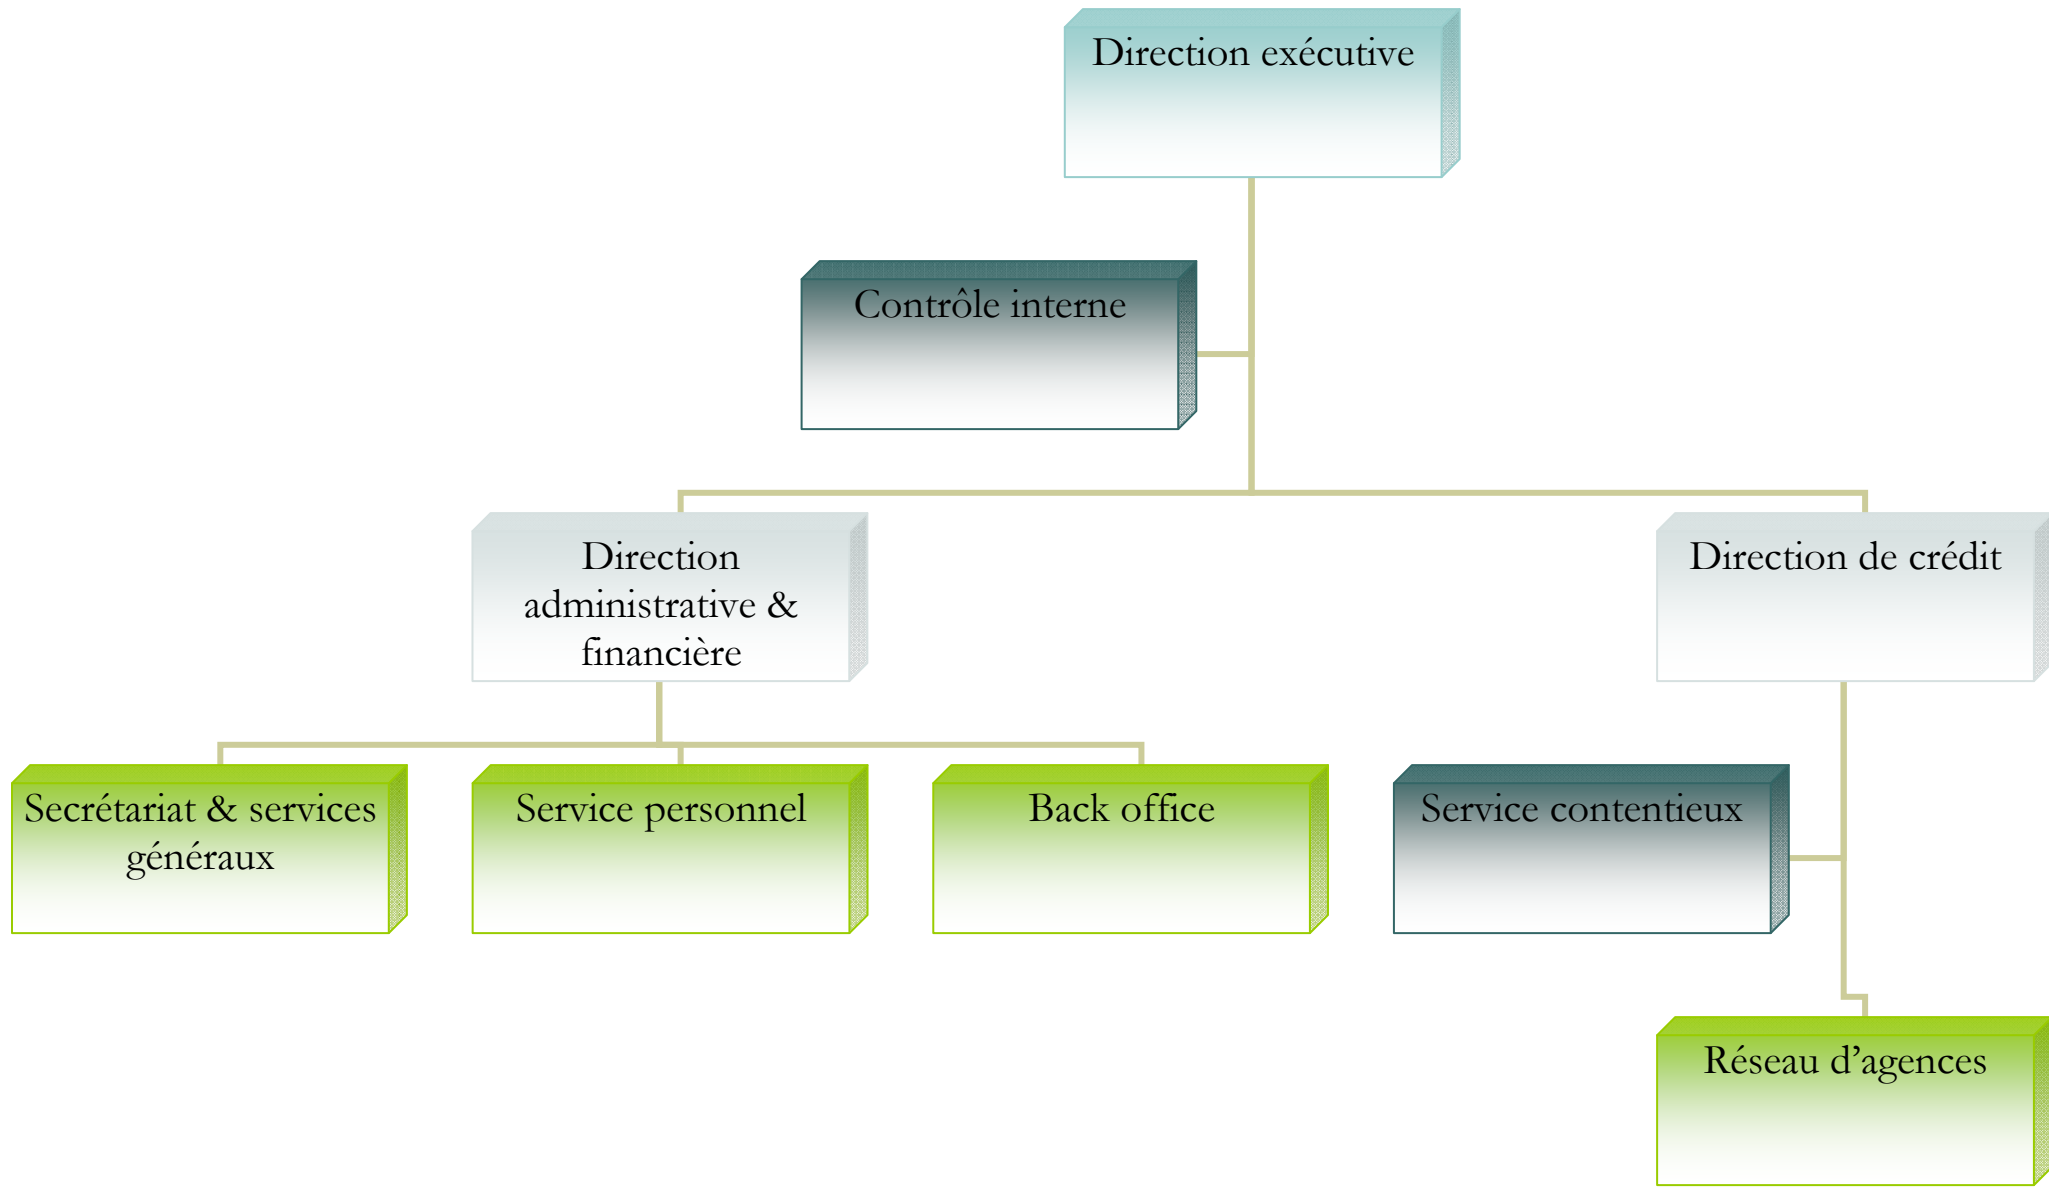 Direction exécutive
Contrôle interne
Direction
administrative &
financière
Direction de crédit
Secrétariat & services
généraux
Service personnel
Back office
Service contentieux
Réseau d’agences